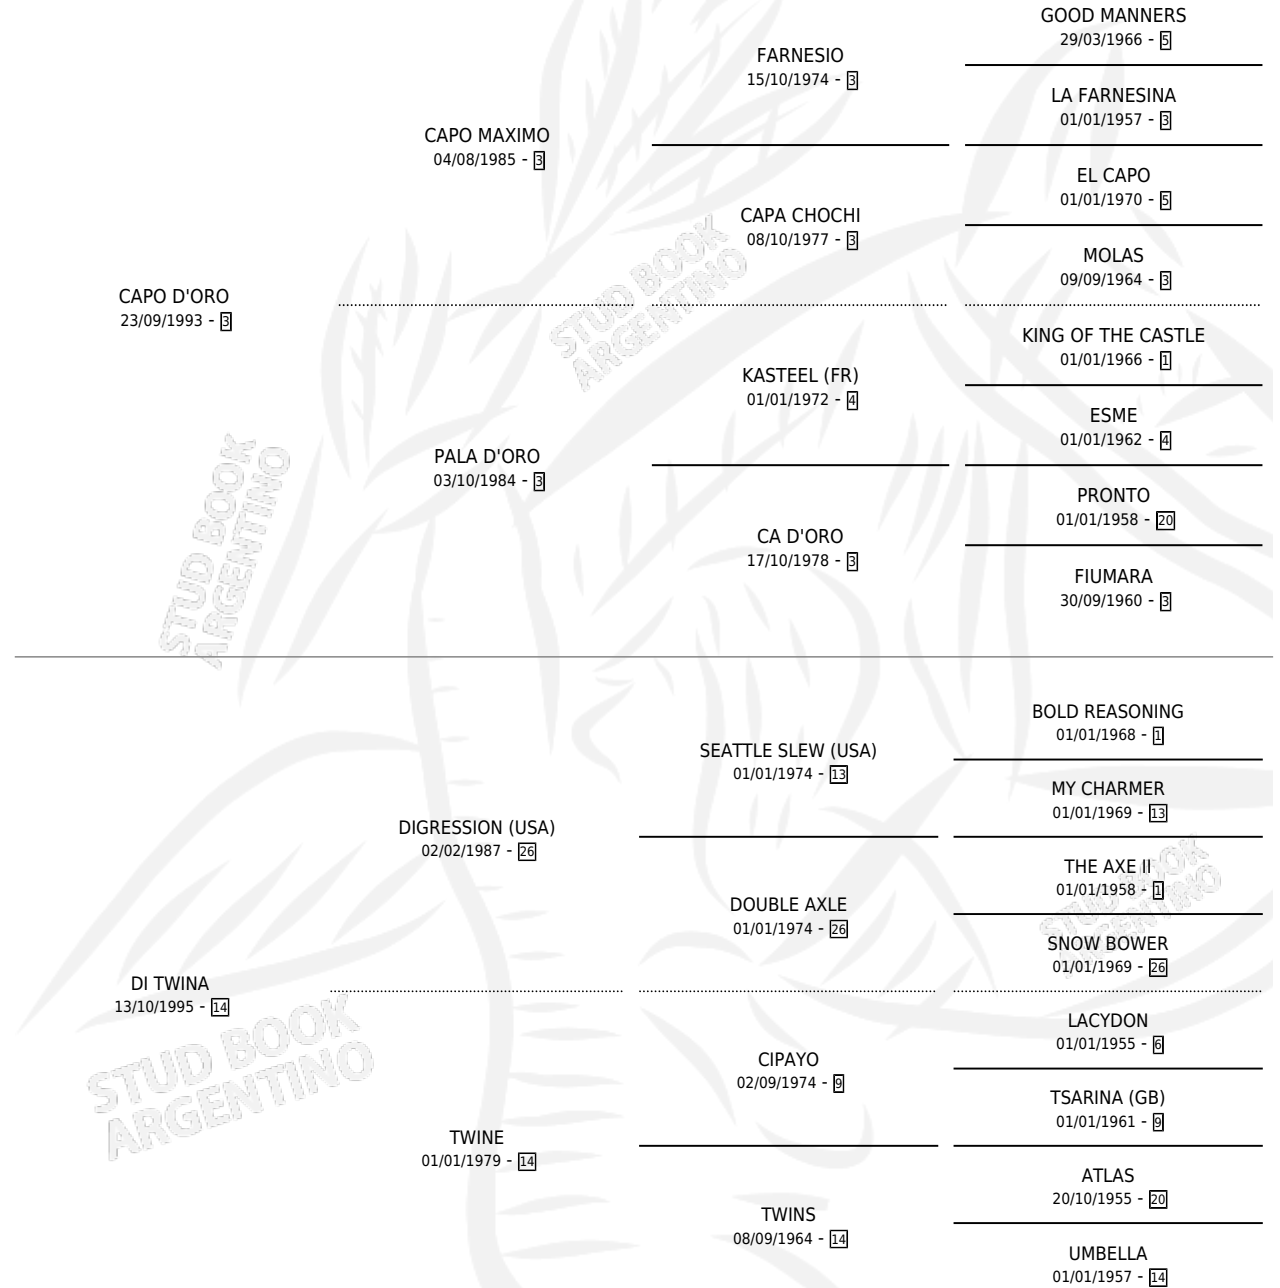 GOOD MANNERS
29/03/1966 - 5
FARNESIO
15/10/1974 - 3
LA FARNESINA
01/01/1957 - 3
CAPO MAXIMO
04/08/1985 - 3
EL CAPO
01/01/1970 - 5
CAPA CHOCHI
08/10/1977 - 3
MOLAS
09/09/1964 - 3
CAPO D'ORO
23/09/1993 - 3
STUD BOOK
ARGENTINO
KING OF THE CASTLE
01/01/1966 - 1
KASTEEL (FR)
01/01/1972 - 4
ESME
01/01/1962 - 4
PALA D'ORO
03/10/1984 - 3
PRONTO
01/01/1958 - 20
CA D'ORO
17/10/1978 - 3
FIUMARA
30/09/1960 - 3
STUD BOOK
ARGENTINO
BOLD REASONING
01/01/1968 - 1
SEATTLE SLEW (USA)
01/01/1974 - 13
MY CHARMER
01/01/1969 - 13
DIGRESSION (USA)
02/02/1987 - 26
THE AXE II
01/01/1958 - 1
DOUBLE AXLE
01/01/1974 - 26
SNOW BOWER
01/01/1969 - 26
STUD BOOK
ARGENTINO
DI TWINA
13/10/1995 - 14
LACYDON
01/01/1955 - 6
CIPAYO
02/09/1974 - 9
TSARINA (GB)
01/01/1961 - 9
STUD BOOK
ARGENTINO
TWINE
01/01/1979 - 14
ATLAS
20/10/1955 - 20
TWINS
08/09/1964 - 14
UMBELLA
01/01/1957 - 14